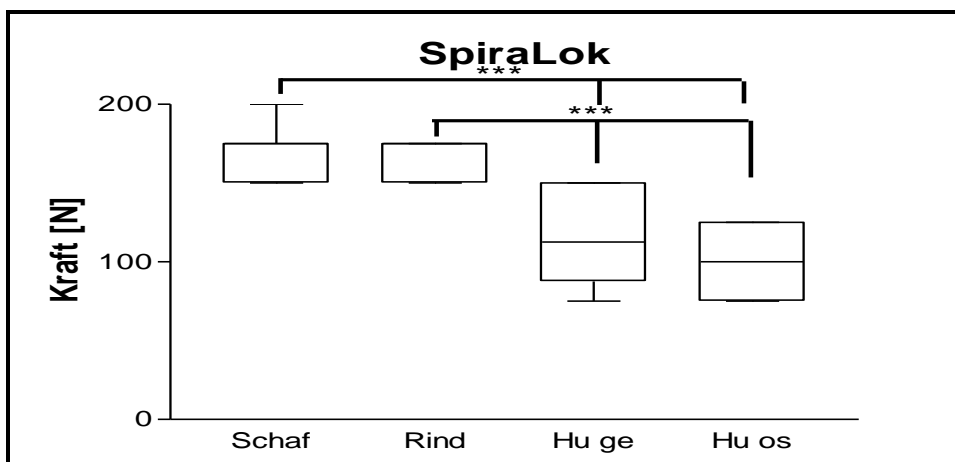 SpiraLok
***
200
***
Kraft [N]
100
0
Schaf Rind Hu ge Hu os